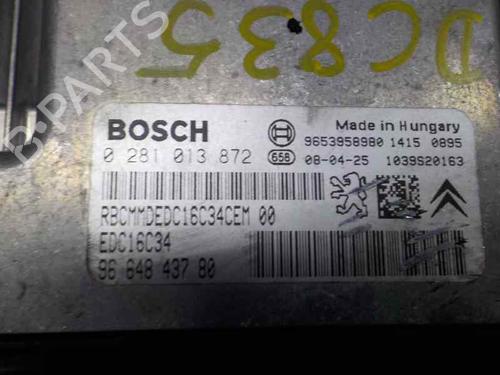 DC835
B-PARTS
BOSCH
Made in Hungary
0 281 013 872
9653958980 1415 0895
656 08-04-25 1039S20163
RBCMMDEDC16C34CEM 00
EDC16C34
96 648 437 80